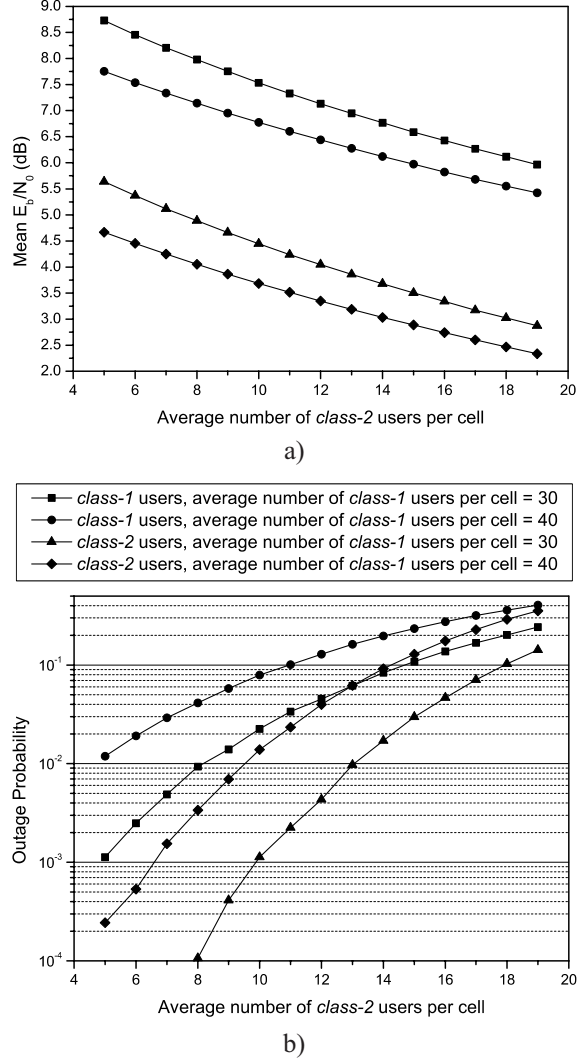 9.0
8.5
8.0
7.5
7.0
6.5
6.0
5.5
5.0
4.5
4.0
3.5
3.0
2.5
2.0
Mean E_b/N_0 (dB)
4 6 8 10 12 14 16 18 20
Average number of class-2 users per cell
a)
class-1 users, average number of class-1 users per cell = 30
class-1 users, average number of class-1 users per cell = 40
class-2 users, average number of class-1 users per cell = 30
class-2 users, average number of class-1 users per cell = 40
10^-1
10^-2
10^-3
10^-4
Outage Probability
4 6 8 10 12 14 16 18 20
Average number of class-2 users per cell
b)